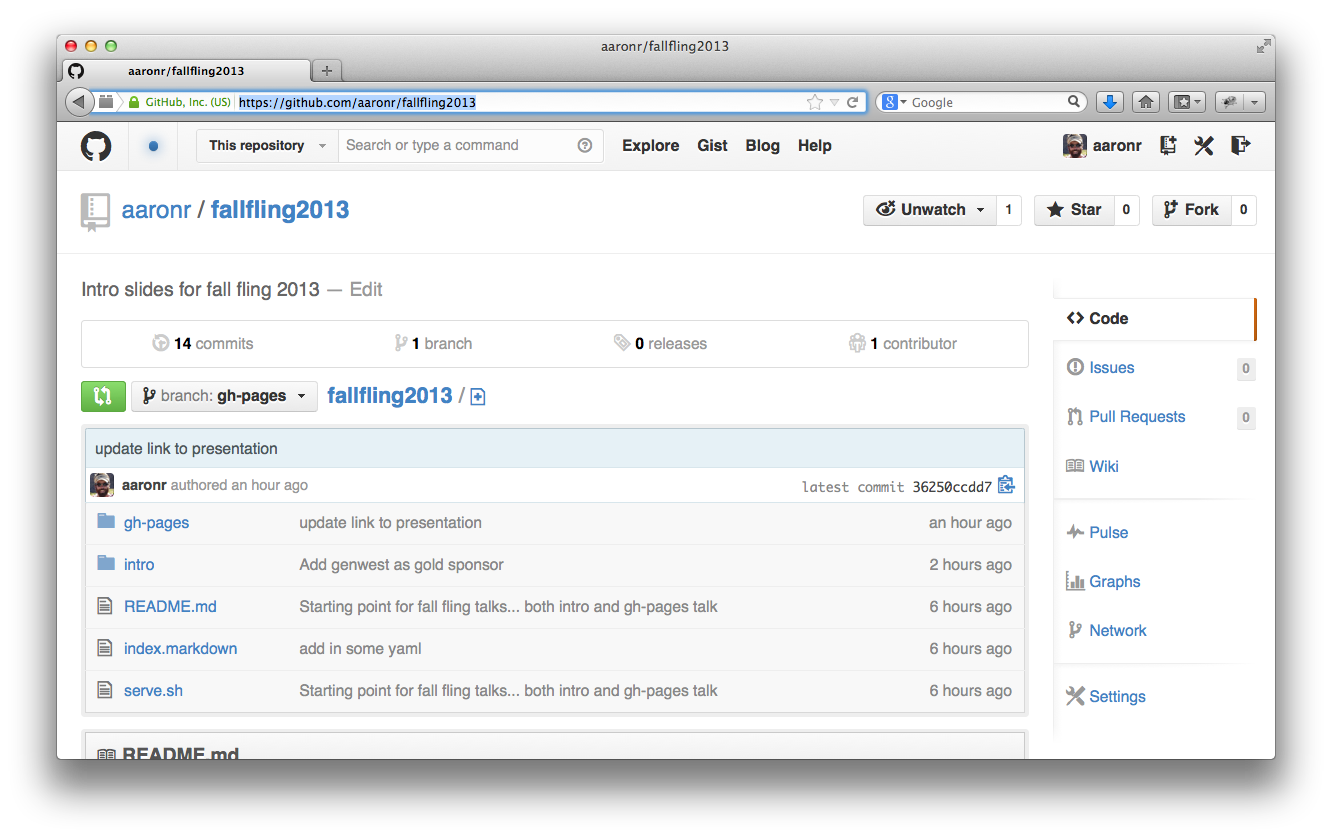 aaronr/fallfling2013
aaronr/fallfling2013
GitHub, Inc. (US) https://github.com/aaronr/fallfling2013 Google
This repository Search or type a command Explore Gist Blog Help aaronr
aaronr / fallfling2013 Unwatch 1 Star 0 Fork 0
Intro slides for fall fling 2013 — Edit
14 commits 1 branch 0 releases 1 contributor
branch: gh-pages fallfling2013 /
update link to presentation
aaronr authored an hour ago latest commit 36250ccdd7
gh-pages update link to presentation an hour ago
intro Add genwest as gold sponsor 2 hours ago
README.md Starting point for fall fling talks... both intro and gh-pages talk 6 hours ago
index.markdown add in some yaml 6 hours ago
serve.sh Starting point for fall fling talks... both intro and gh-pages talk 6 hours ago
README.md
Code
Issues 0
Pull Requests 0
Wiki
Pulse
Graphs
Network
Settings